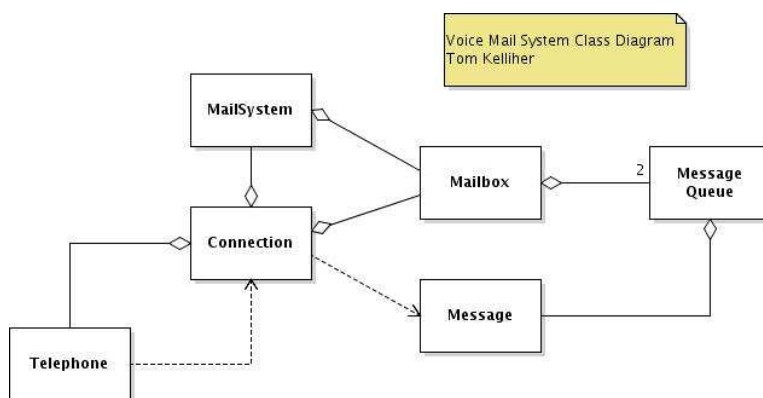 Voice Mail System Class Diagram
Tom Kelliher
MailSystem
Mailbox
2
Message
Queue
Connection
Message
Telephone